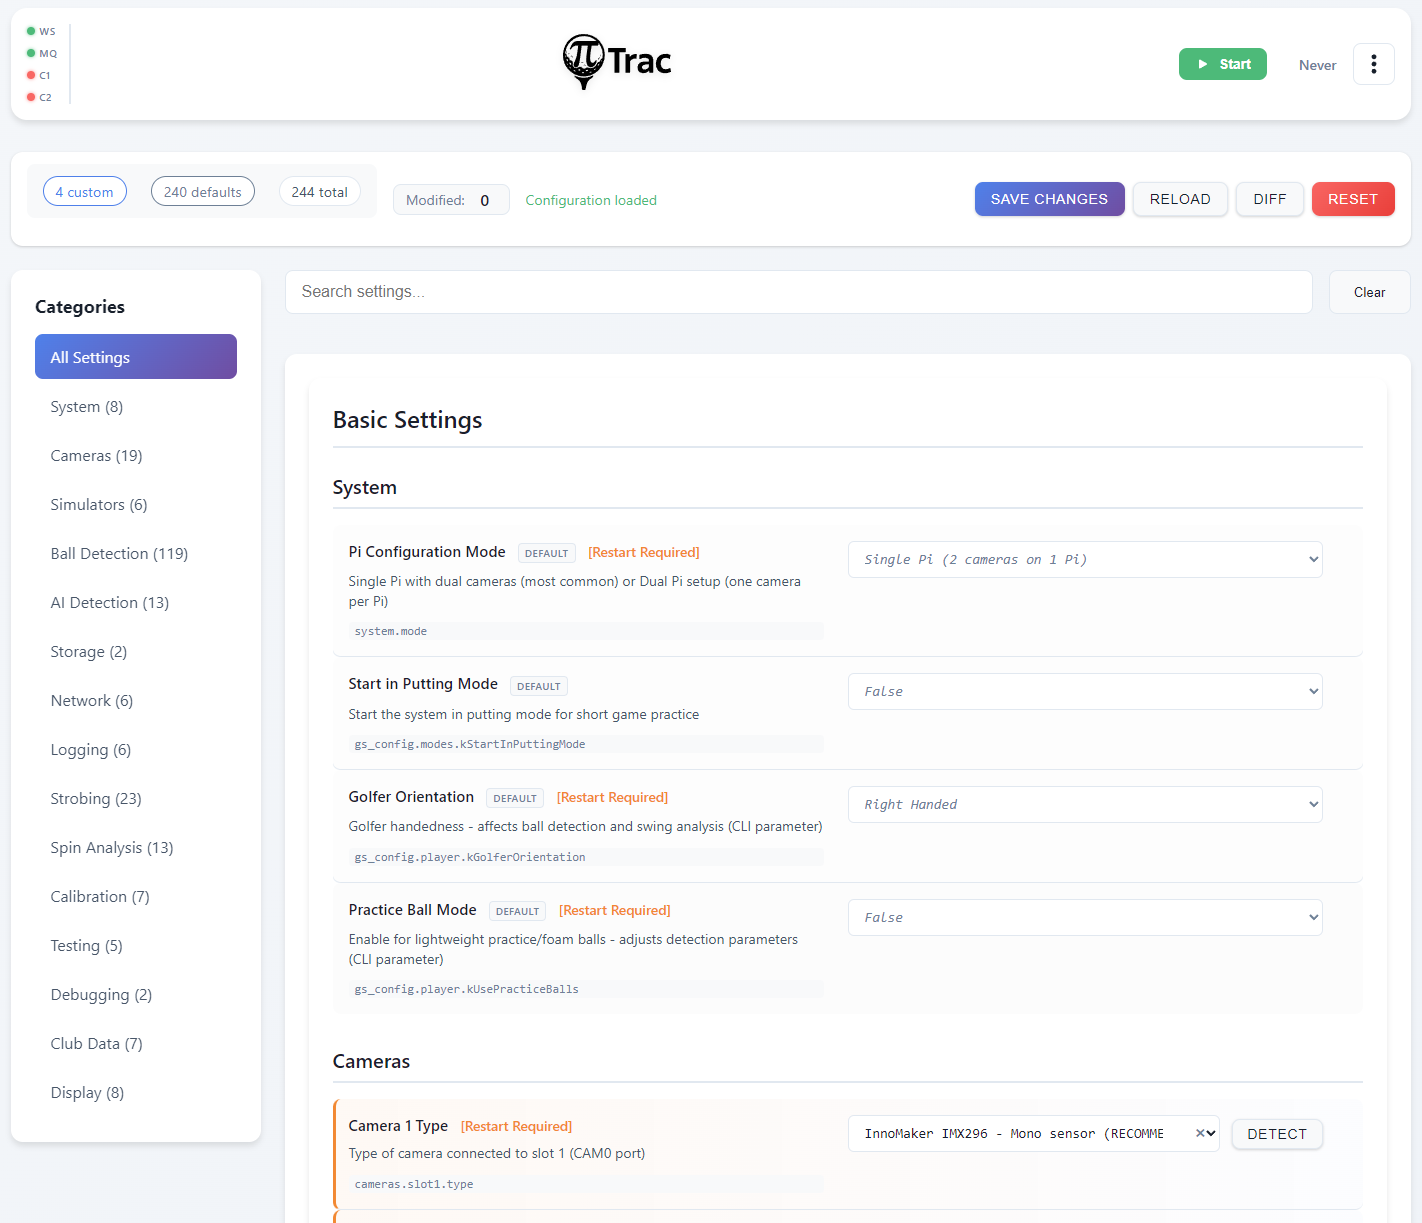 WS
MQ
C1
C2
π Trac
Start
Never
4 custom
240 defaults
244 total
Modified: 0
Configuration loaded
SAVE CHANGES
RELOAD
DIFF
RESET
Categories
All Settings
System (8)
Cameras (19)
Simulators (6)
Ball Detection (119)
AI Detection (13)
Storage (2)
Network (6)
Logging (6)
Strobing (23)
Spin Analysis (13)
Calibration (7)
Testing (5)
Debugging (2)
Club Data (7)
Display (8)
Search settings...
Clear
Basic Settings
System
Pi Configuration Mode DEFAULT [Restart Required]
Single Pi with dual cameras (most common) or Dual Pi setup (one camera
per Pi)
system.mode
Single Pi (2 cameras on 1 Pi)
Start in Putting Mode DEFAULT
Start the system in putting mode for short game practice
gs_config.modes.kStartInPuttingMode
False
Golfer Orientation DEFAULT [Restart Required]
Golfer handedness - affects ball detection and swing analysis (CLI parameter)
gs_config.player.kGolferOrientation
Right Handed
Practice Ball Mode DEFAULT [Restart Required]
Enable for lightweight practice/foam balls - adjusts detection parameters
(CLI parameter)
gs_config.player.kUsePracticeBalls
False
Cameras
Camera 1 Type [Restart Required]
Type of camera connected to slot 1 (CAM0 port)
cameras.slot1.type
InnoMaker IMX296 - Mono sensor (RECOMME
DETECT